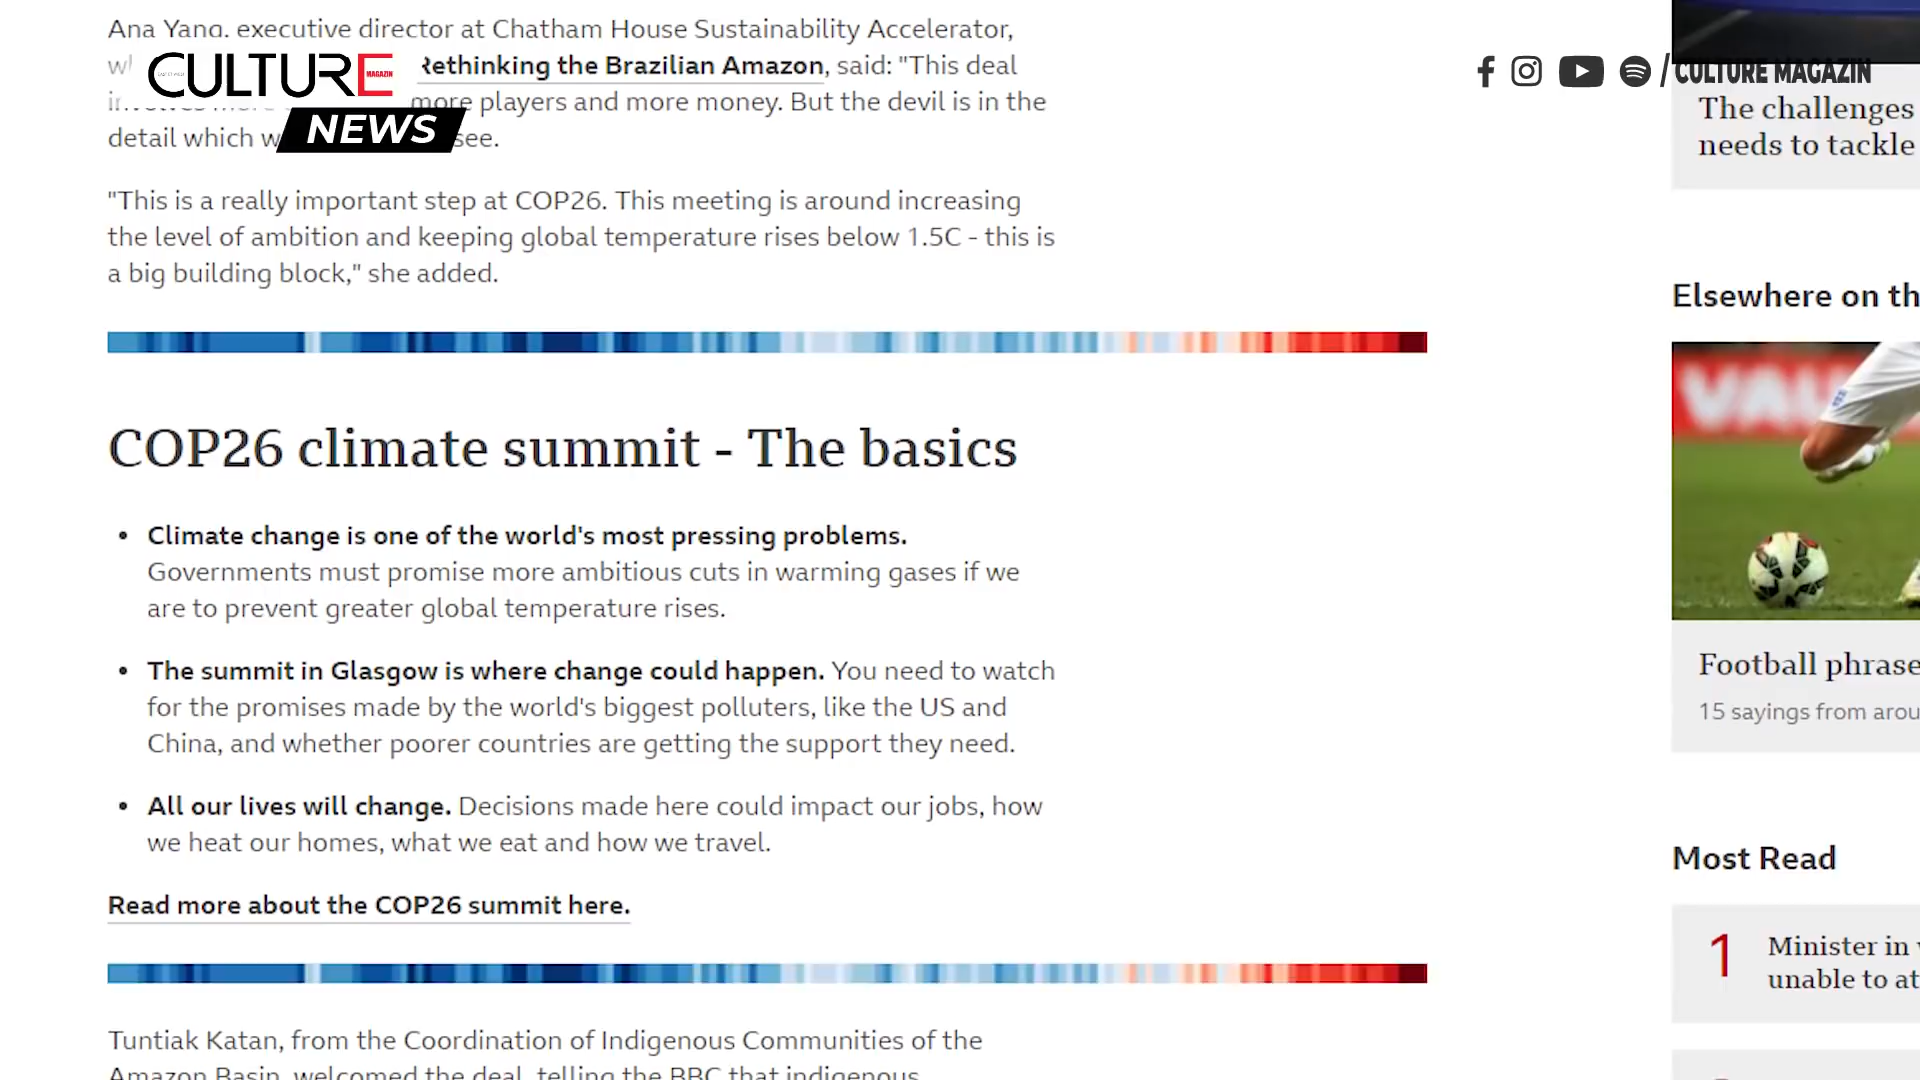 Ana Yang, executive director at Chatham House Sustainability Accelerator,
Rethinking the Brazilian Amazon, said: "This deal
more players and more money. But the devil is in the
detail which see.
CULTURE
MAGAZIN
NEWS
/CULTURE MAGAZIN
"This is a really important step at COP26. This meeting is around increasing
the level of ambition and keeping global temperature rises below 1.5C - this is
a big building block," she added.
COP26 climate summit - The basics
• Climate change is one of the world's most pressing problems.
Governments must promise more ambitious cuts in warming gases if we
are to prevent greater global temperature rises.
• The summit in Glasgow is where change could happen. You need to watch
for the promises made by the world's biggest polluters, like the US and
China, and whether poorer countries are getting the support they need.
• All our lives will change. Decisions made here could impact our jobs, how
we heat our homes, what we eat and how we travel.
Read more about the COP26 summit here.
Tuntiak Katan, from the Coordination of Indigenous Communities of the
Amazon Basin, welcomed the deal, telling the BBC that indigenous
The challenges
needs to tackle
Elsewhere on th
Football phrase
15 sayings from arou
Most Read
1
Minister in
unable to at